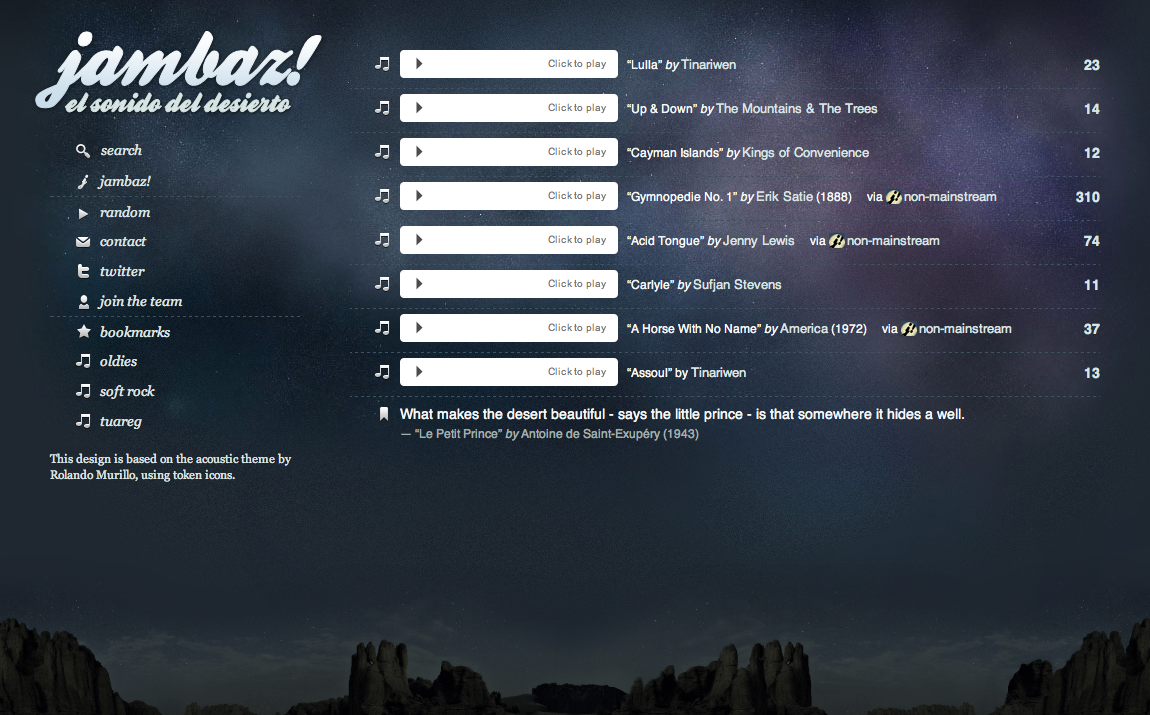 jambaz!
el sonido del desierto
search
jambaz!
random
contact
twitter
join the team
bookmarks
oldies
soft rock
tuareg
This design is based on the acoustic theme by
Rolando Murillo, using token icons.
Click to play “Lulla” by Tinariwen 23
Click to play “Up & Down” by The Mountains & The Trees 14
Click to play “Cayman Islands” by Kings of Convenience 12
Click to play “Gymnopedie No. 1” by Erik Satie (1888) via non-mainstream 310
Click to play “Acid Tongue” by Jenny Lewis via non-mainstream 74
Click to play “Carlyle” by Sufjan Stevens 11
Click to play “A Horse With No Name” by America (1972) via non-mainstream 37
Click to play “Assoul” by Tinariwen 13
What makes the desert beautiful - says the little prince - is that somewhere it hides a well.
— “Le Petit Prince” by Antoine de Saint-Exupéry (1943)